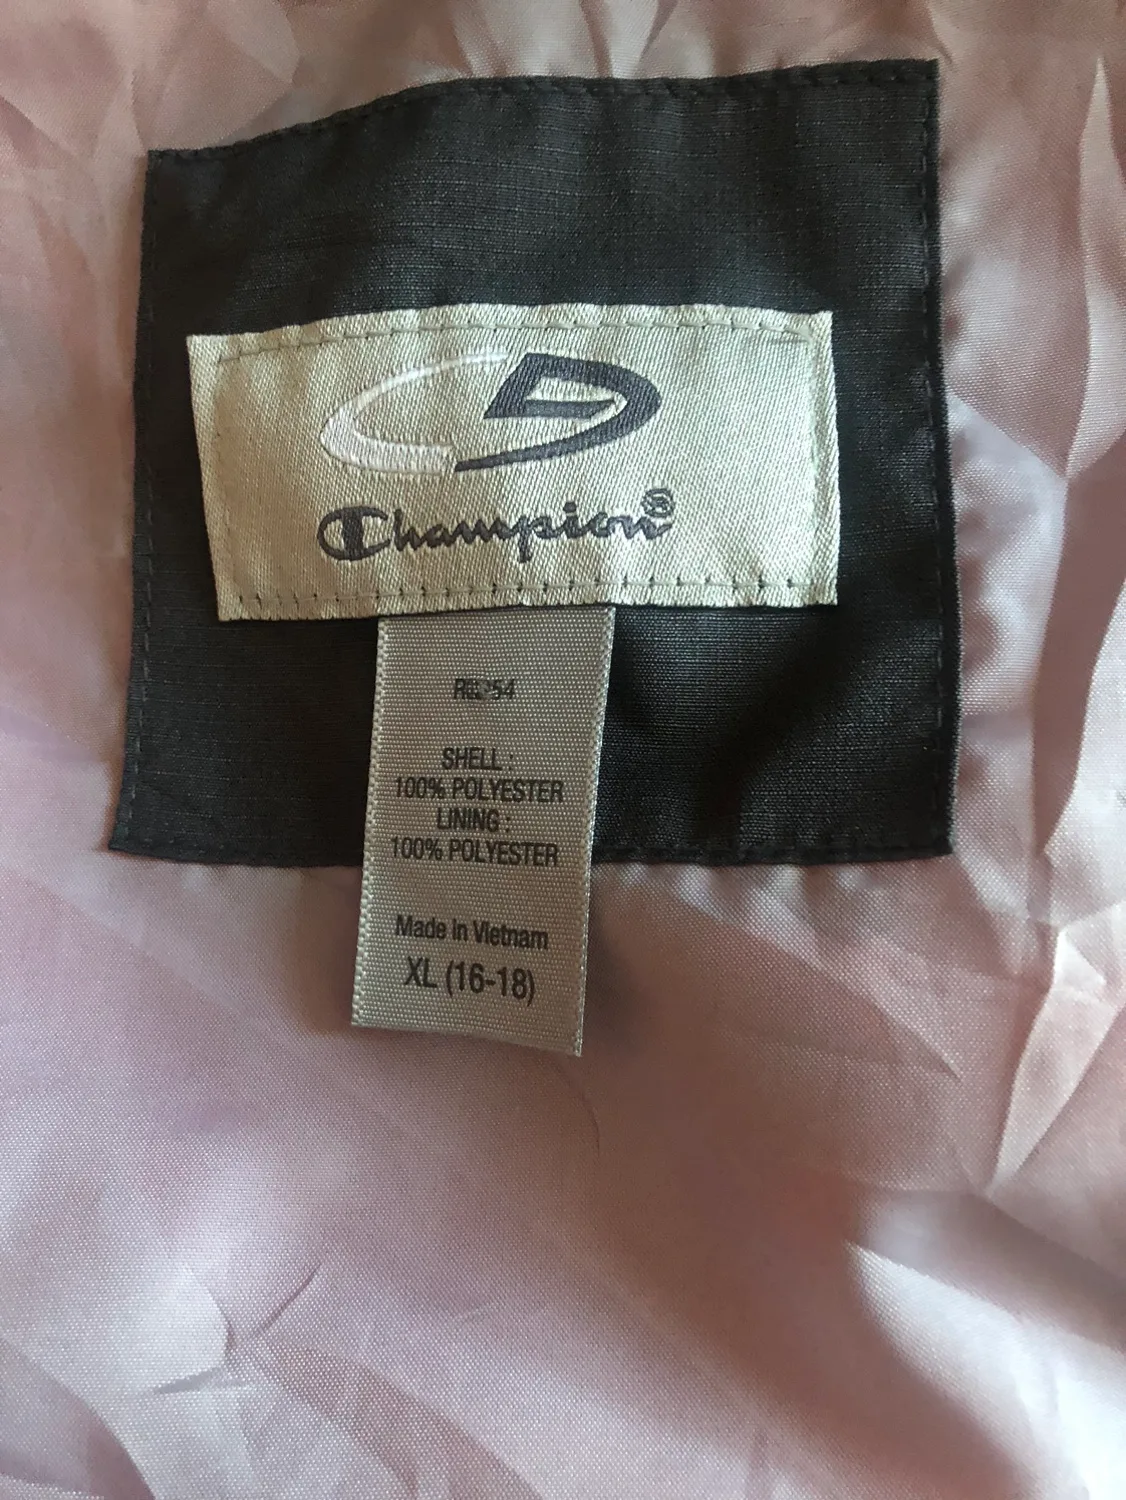 Champion®
SHELL :
100% POLYESTER
LINING :
100% POLYESTER
Made in Vietnam
XL (16-18)